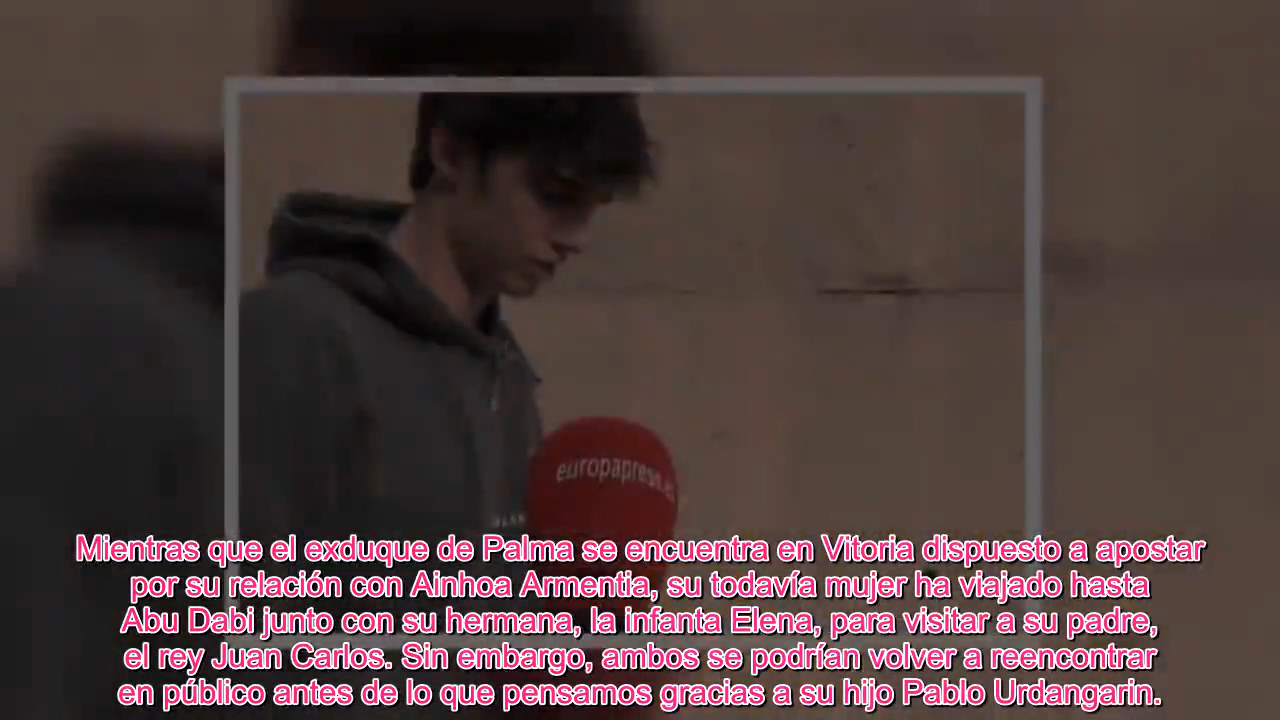 europapress.
Mientras que el exduque de Palma se encuentra en Vitoria dispuesto a apostar
por su relación con Ainhoa Armentia, su todavía mujer ha viajado hasta
Abu Dabi junto con su hermana, la infanta Elena, para visitar a su padre,
el rey Juan Carlos. Sin embargo, ambos se podrían volver a reencontrar
en público antes de lo que pensamos gracias a su hijo Pablo Urdangarin.